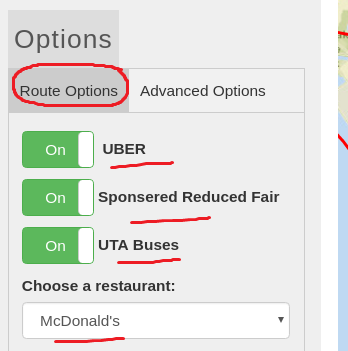 Options
Route Options Advanced Options
On UBER
On Sponsered Reduced Fair
On UTA Buses
Choose a restaurant:
McDonald's